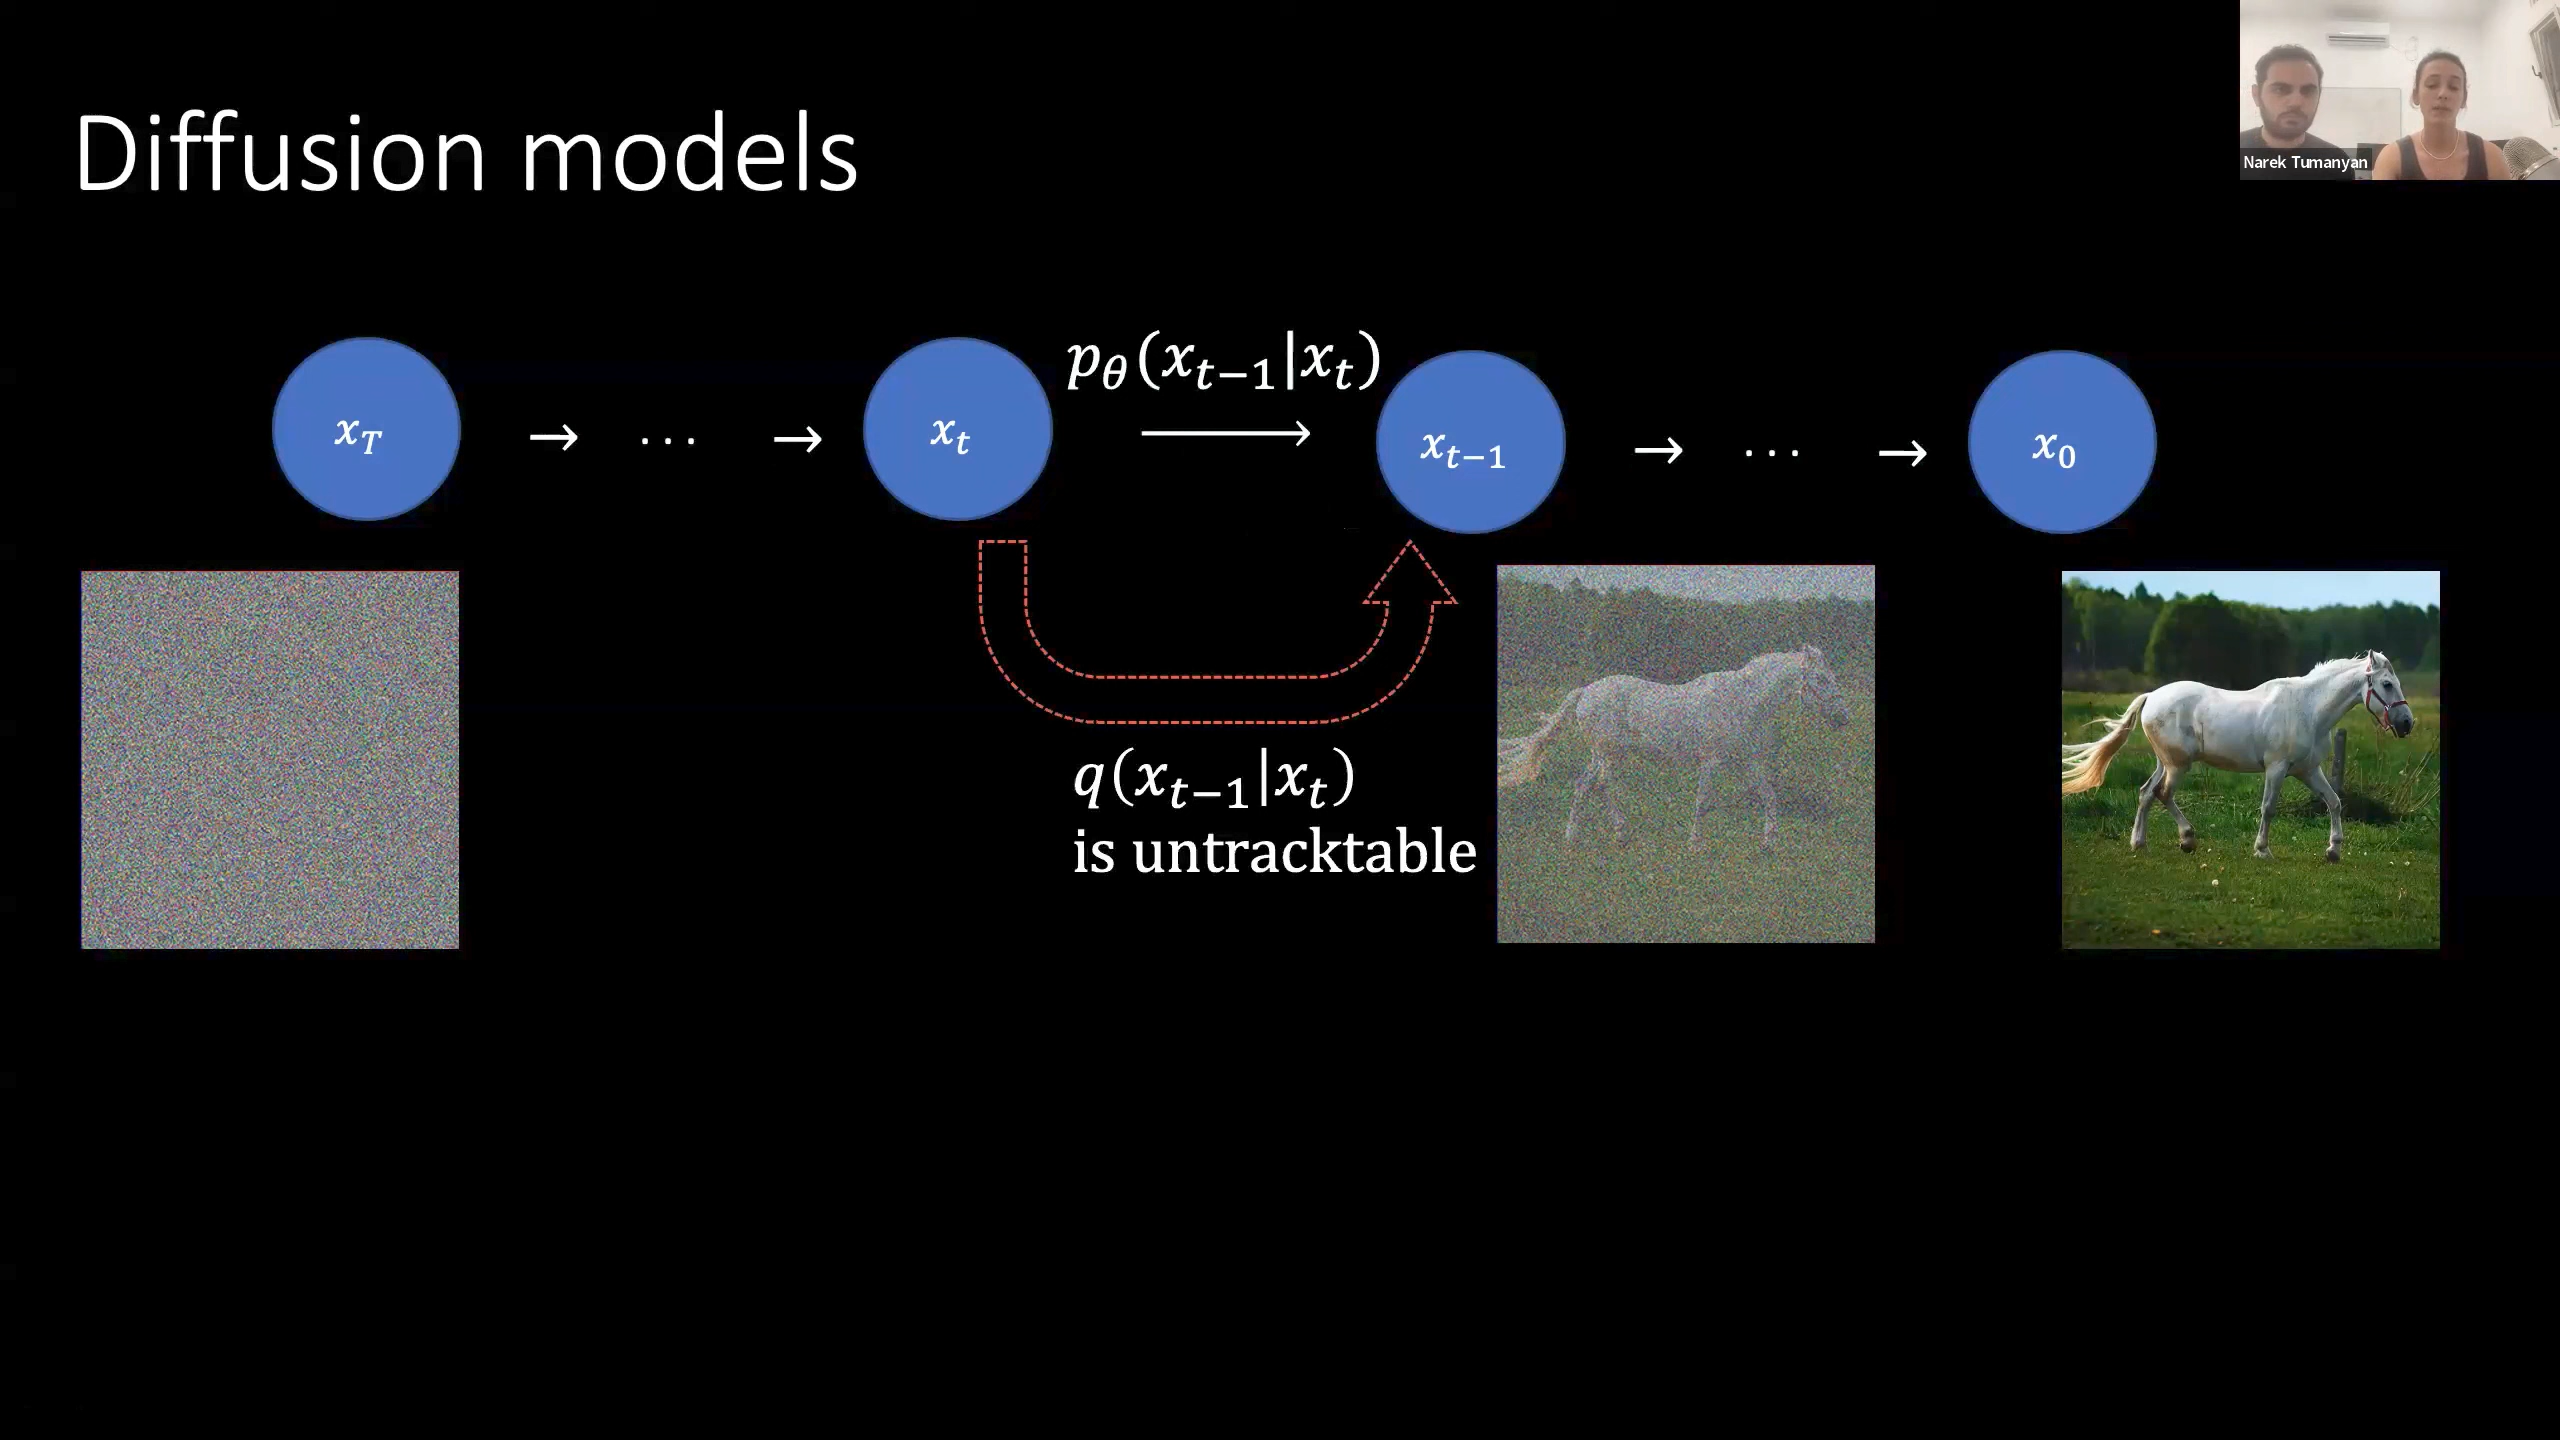 Diffusion models
Narek Tumanyan
p_θ(x_{t−1}|x_t)
x_T → ··· → x_t → x_{t−1} → ··· → x_0
q(x_{t−1}|x_t)
is untracktable